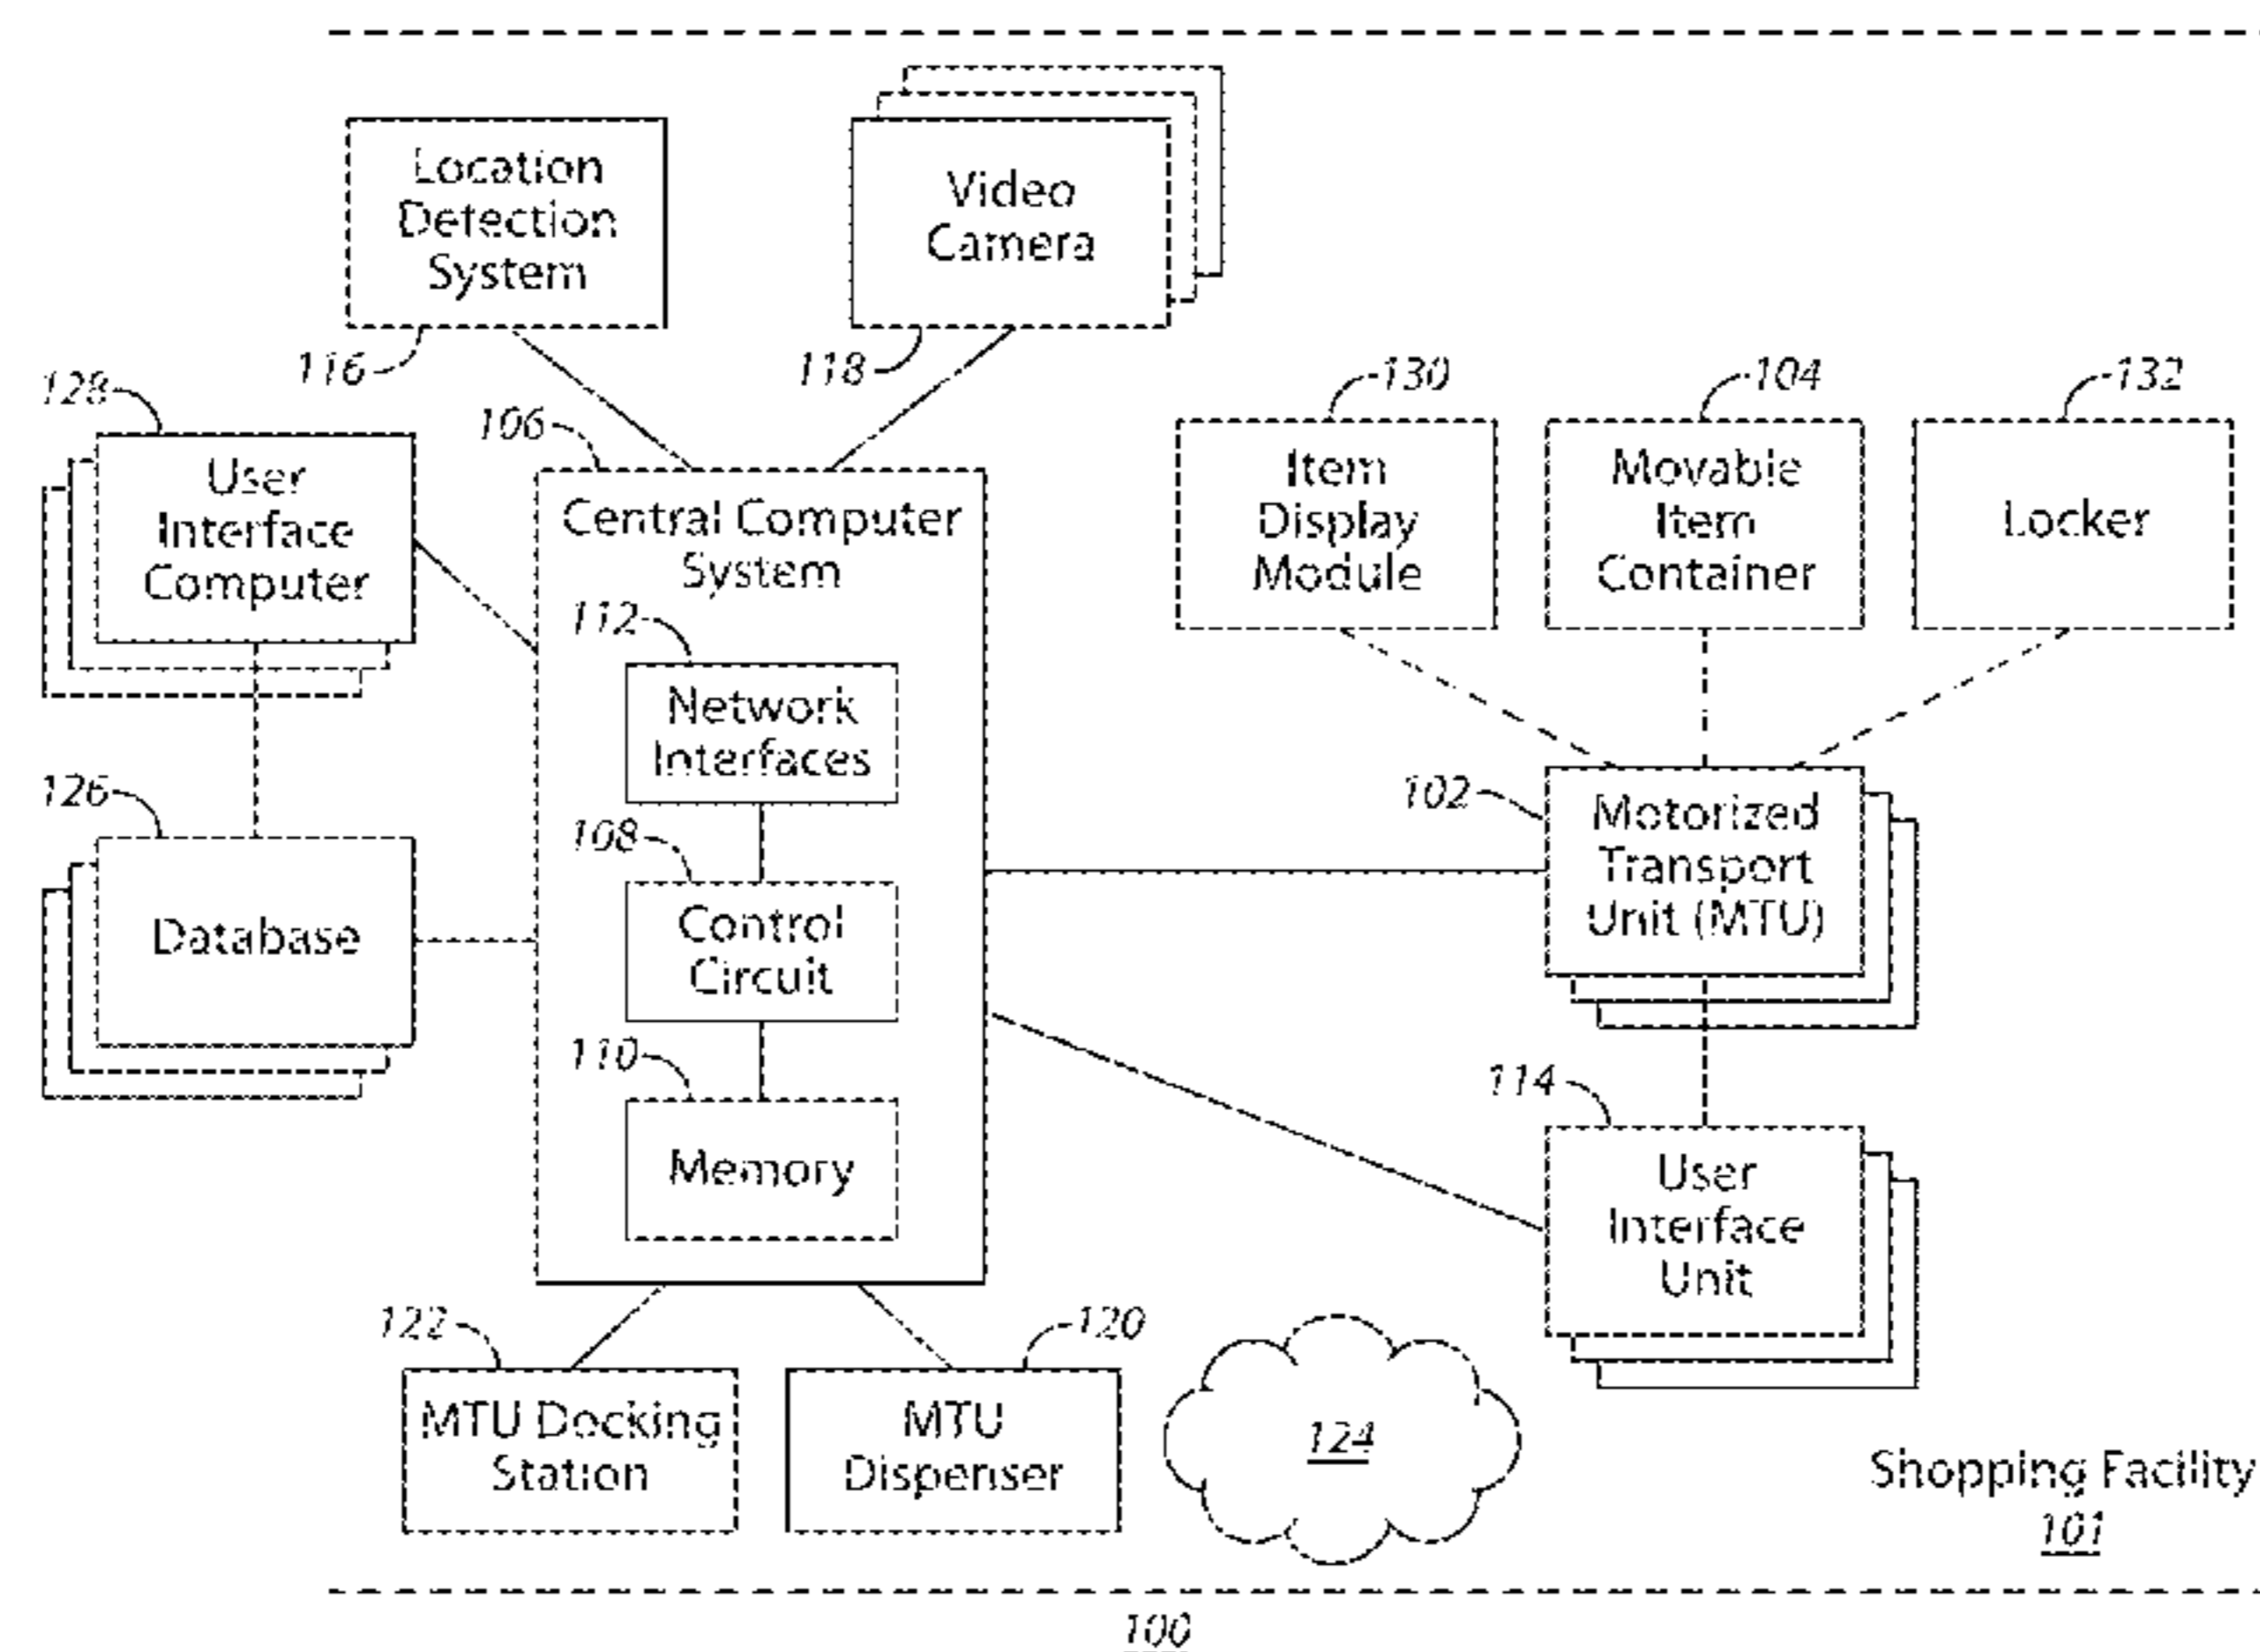 Location
Detection
System
116
Video
Camera
118
128
User
Interface
Computer
106
Central Computer
System
112
Network
Interfaces
108
Control
Circuit
110
Memory
126
Database
130
Item
Display
Module
104
Movable
Item
Container
132
Locker
102
Motorized
Transport
Unit (MTU)
114
User
Interface
Unit
122
MTU Docking
Station
120
MTU
Dispenser
124
Shopping Facility
101
100